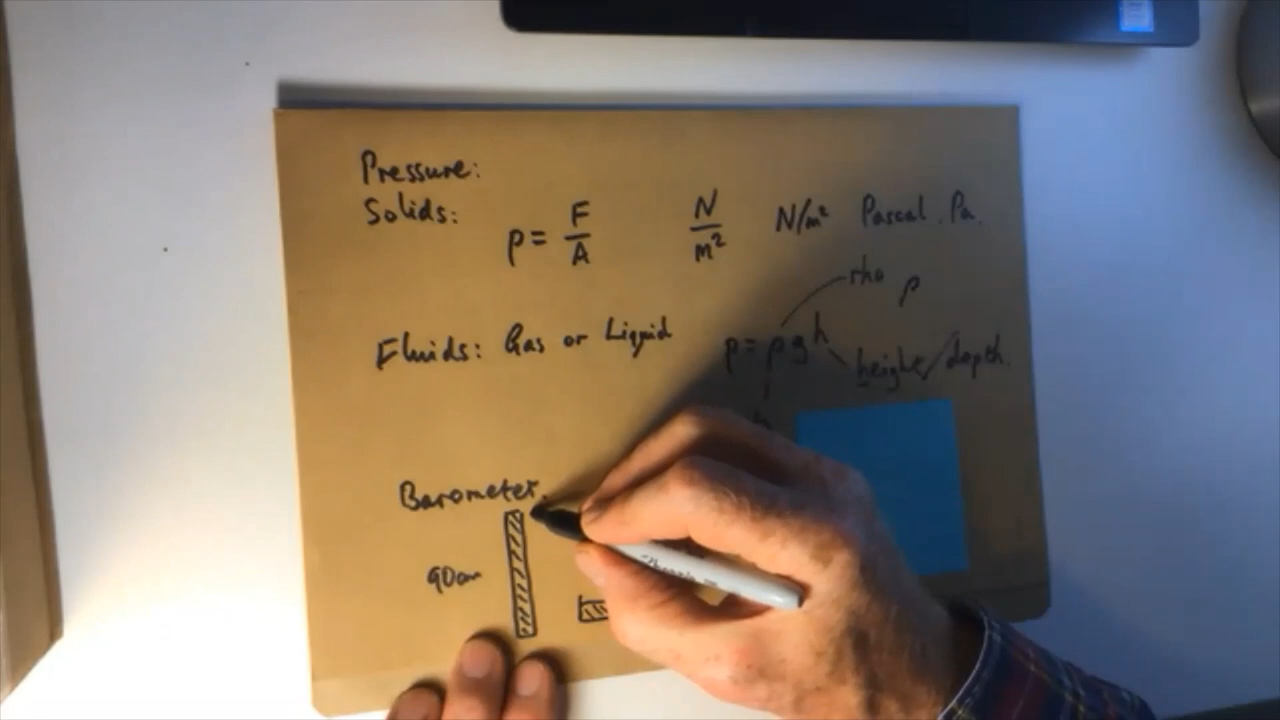 Pressure:
Solids: p = F/A N/m² N/m² Pascal. Pa.
rho ρ
Fluids: Gas or Liquid p = ρgh
height/depth.
Barometer.
90cm